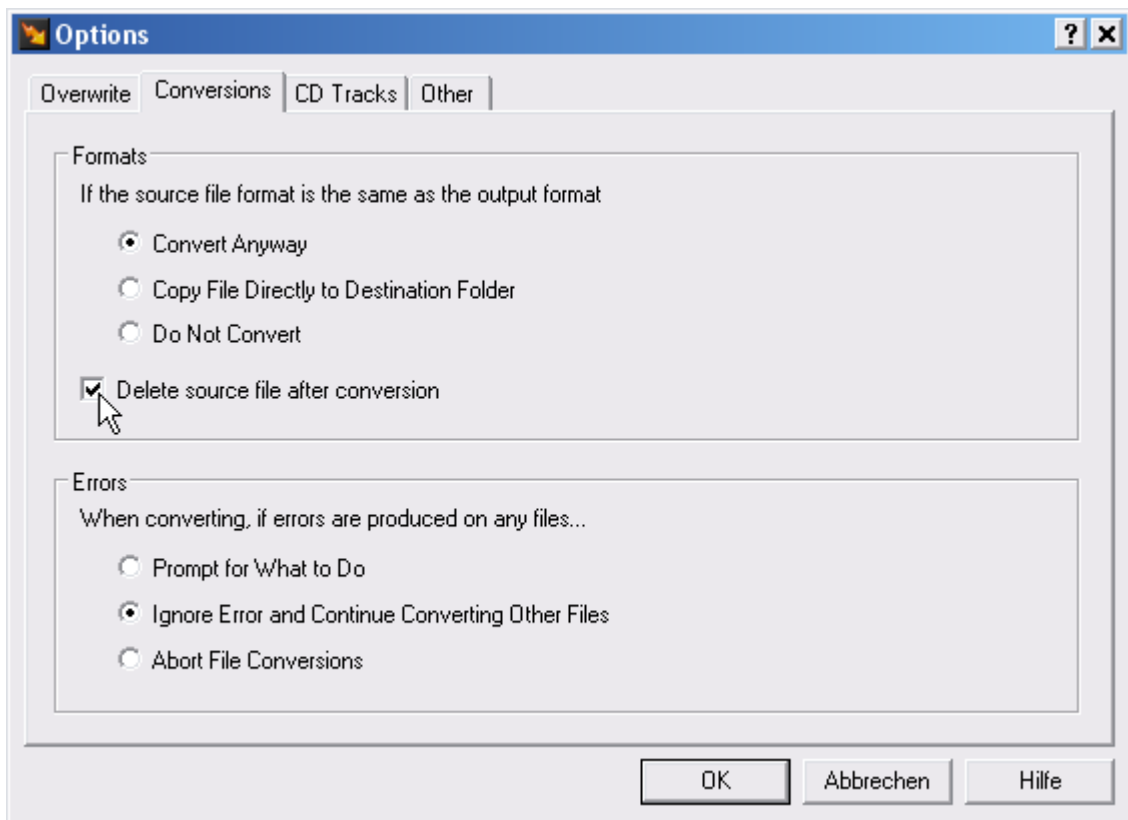 Options
Overwrite Conversions CD Tracks Other
Formats
If the source file format is the same as the output format
Convert Anyway
Copy File Directly to Destination Folder
Do Not Convert
Delete source file after conversion
Errors
When converting, if errors are produced on any files...
Prompt for What to Do
Ignore Error and Continue Converting Other Files
Abort File Conversions
OK Abbrechen Hilfe